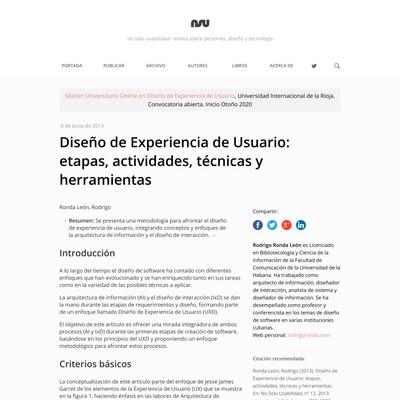 nsu
no solo usabilidad: revista sobre personas, diseño y tecnología
PORTADA PUBLICAR ARCHIVO AUTORES LIBROS ACERCA DE
Máster Universitario Online en Diseño de Experiencia de Usuario, Universidad Internacional de la Rioja.
Convocatoria abierta. Inicio Otoño 2020
6 de Junio de 2013
Diseño de Experiencia de Usuario:
etapas, actividades, técnicas y
herramientas
Ronda León, Rodrigo
- Resumen: Se presenta una metodología para afrontar el diseño
de experiencia de usuario, integrando conceptos y enfoques de
la arquitectura de información y el diseño de interacción. -
Introducción
A lo largo del tiempo el diseño de software ha contado con diferentes
enfoques que han evolucionado y se han enriquecido tanto en sus tareas
como en la variedad de las posibles técnicas a aplicar.
La arquitectura de información (AI) y el diseño de interacción (IxD) se dan
la mano durante las etapas de requerimientos y diseño, formando parte
de un enfoque llamado Diseño de Experiencia de Usuario (UXD).
El objetivo de este artículo es ofrecer una mirada integradora de ambos
procesos (AI y IxD) durante las primeras etapas de creación de software,
basándose en los principios del UXD y proponiendo un enfoque
metodológico para afrontar estos procesos.
Criterios básicos
La conceptualización de este artículo parte del enfoque de Jesse James
Garret de los elementos de la Experiencia de Usuario (UX) que se muestra
en la figura 1, haciendo énfasis en las labores de Arquitectura de
Compartir:
Rodrigo Ronda León es Licenciado
en Bibliotecología y Ciencia de la
Información de la Facultad de
Comunicación de la Universidad de la
Habana. Ha trabajado como
arquitecto de información, diseñador
de interacción, analista de sistema y
diseñador de información. Se ha
desempeñado como profesor y
conferencista en los temas de diseño
de software en varias instituciones
cubanas.
Web personal: rodrigoronda.com
Citación recomendada:
Ronda León, Rodrigo (2013). Diseño de
Experiencia de Usuario: etapas,
actividades, técnicas y herramientas.
En: No Solo Usabilidad, nº 12, 2013.